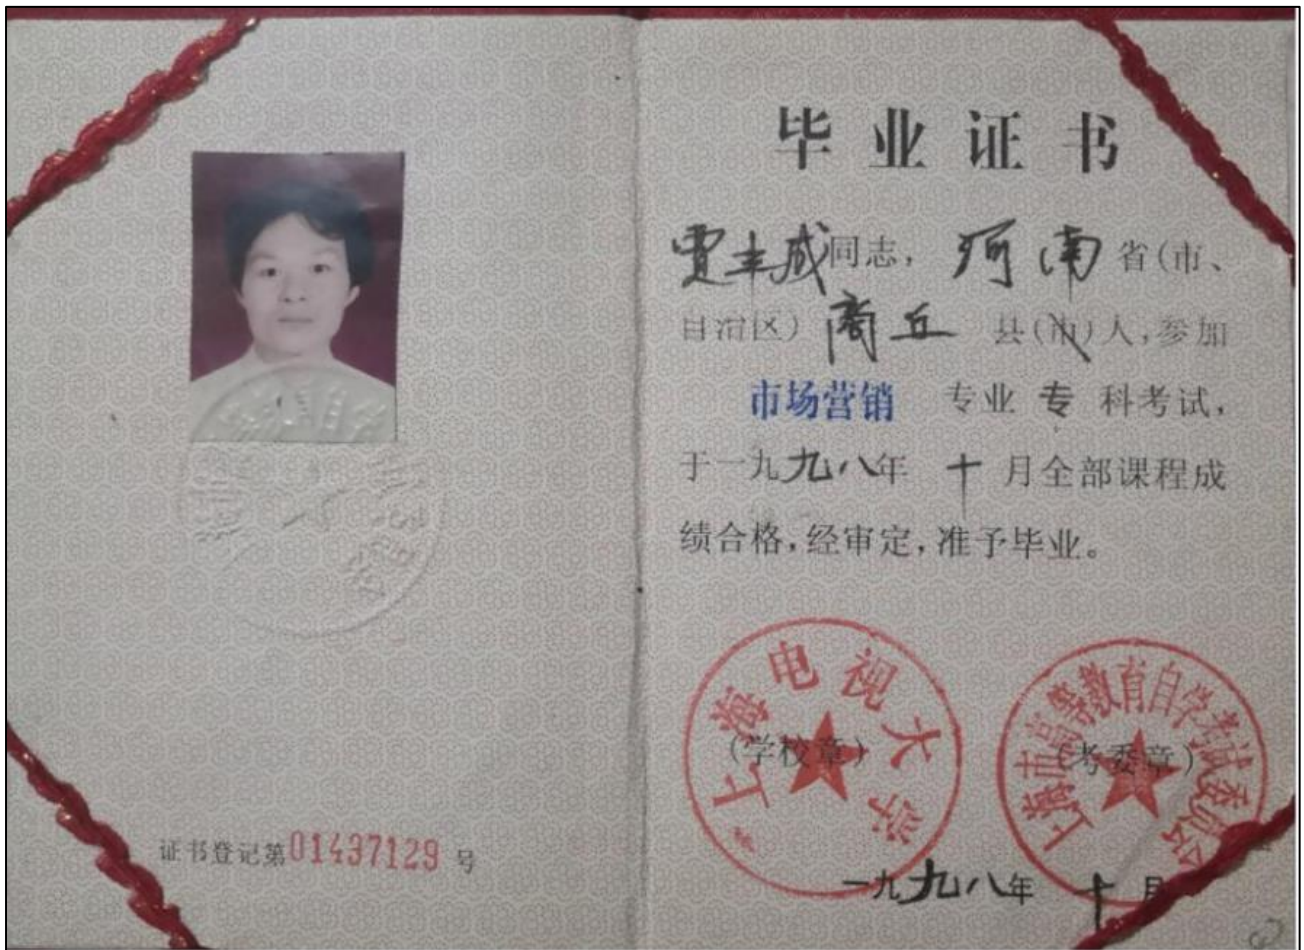 证书登记第01437129号
毕业证书
贾丰成同志，河南省(市、
自治区)商丘县(市)人,参加
市场营销 专业 专 科考试，
于一九九八年 十 月全部课程成
绩合格,经审定,准予毕业。
上海电视大学
(学校章)
上海市高等教育自学考试委员会
(考委章)
一九九八年 十 月